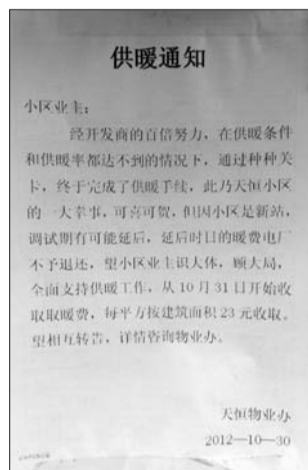 供暖通知
小区业主：
经开发商的百倍努力，在供暖条件
和供暖率都达不到的情况下，通过种种关
卡，终于完成了供暖手续，此乃天恒小区
的一大幸事，可喜可贺，但因小区是新站，
调试期有可能延后，延后时日的暖费电厂
不予退还，望小区业主识大体，顾大局，
全面支持供暖工作，从 10 月 31 日开始收
取取暖费，每平方按建筑面积 23 元收取。
望相互转告，详情咨询物业办。
天恒物业办
2012—10—30